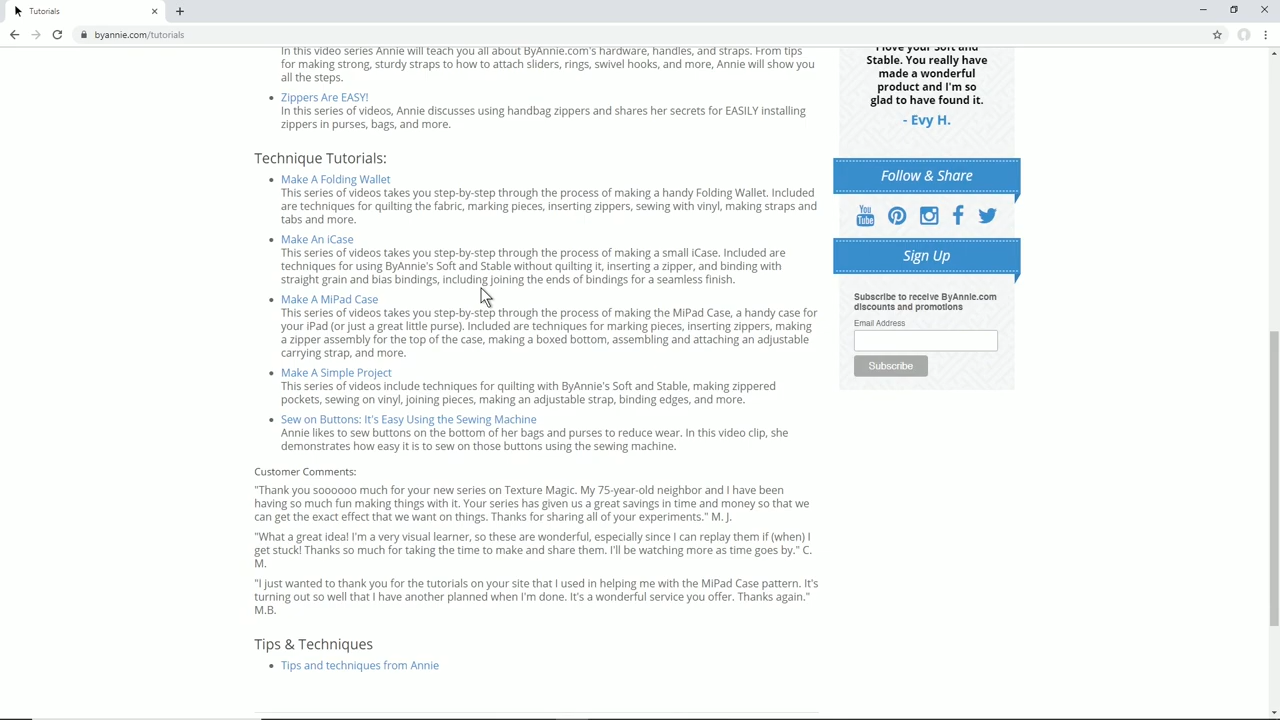 Tutorials
byannie.com/tutorials
In this video series Annie will teach you all about ByAnnie.com's hardware, handles, and straps. From tips
for making strong, sturdy straps to how to attach sliders, rings, swivel hooks, and more, Annie will show you
all the steps.
Zippers Are EASY!
In this series of videos, Annie discusses using handbag zippers and shares her secrets for EASILY installing
zippers in purses, bags, and more.
Technique Tutorials:
Make A Folding Wallet
This series of videos takes you step-by-step through the process of making a handy Folding Wallet. Included
are techniques for quilting the fabric, marking pieces, inserting zippers, sewing with vinyl, making straps and
tabs and more.
Make An iCase
This series of videos takes you step-by-step through the process of making a small iCase. Included are
techniques for using ByAnnie's Soft and Stable without quilting it, inserting a zipper, and binding with
straight grain and bias bindings, including joining the ends of bindings for a seamless finish.
Make A MiPad Case
This series of videos takes you step-by-step through the process of making the MiPad Case, a handy case for
your iPad (or just a great little purse). Included are techniques for marking pieces, inserting zippers, making
a zipper assembly for the top of the case, making a boxed bottom, assembling and attaching an adjustable
carrying strap, and more.
Make A Simple Project
This series of videos include techniques for quilting with ByAnnie's Soft and Stable, making zippered
pockets, sewing on vinyl, joining pieces, making an adjustable strap, binding edges, and more.
Sew on Buttons: It's Easy Using the Sewing Machine
Annie likes to sew buttons on the bottom of her bags and purses to reduce wear. In this video clip, she
demonstrates how easy it is to sew on those buttons using the sewing machine.
Customer Comments:
"Thank you soooooo much for your new series on Texture Magic. My 75-year-old neighbor and I have been
having so much fun making things with it. Your series has given us a great savings in time and money so that we
can get the exact effect that we want on things. Thanks for sharing all of your experiments." M. J.
"What a great idea! I'm a very visual learner, so these are wonderful, especially since I can replay them if (when) I
get stuck! Thanks so much for taking the time to make and share them. I'll be watching more as time goes by." C.
M.
"I just wanted to thank you for the tutorials on your site that I used in helping me with the MiPad Case pattern. It's
turning out so well that I have another planned when I'm done. It's a wonderful service you offer. Thanks again."
M.B.
Tips & Techniques
Tips and techniques from Annie
I love your Soft and
Stable. You really have
made a wonderful
product and I'm so
glad to have found it.
- Evy H.
Follow & Share
You
Tube
Sign Up
Subscribe to receive ByAnnie.com
discounts and promotions
Email Address
Subscribe